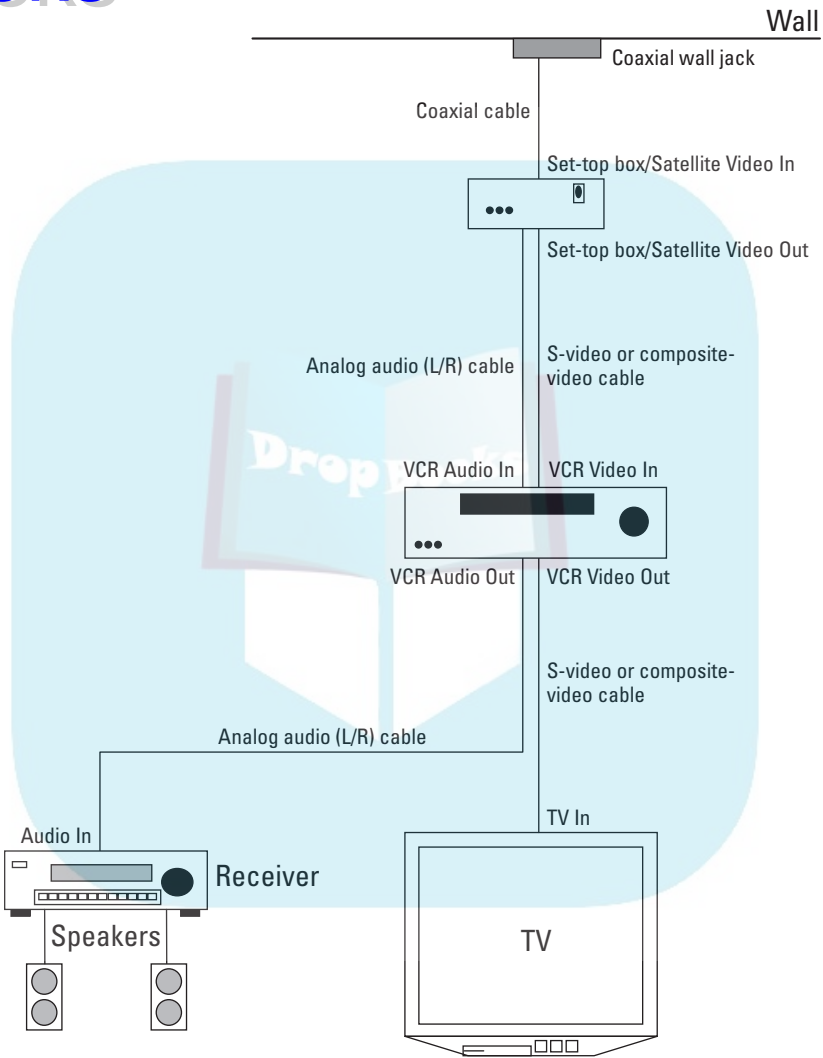 Wall
Coaxial wall jack
Coaxial cable
Set-top box/Satellite Video In
Set-top box/Satellite Video Out
Analog audio (L/R) cable
S-video or composite-
video cable
Drop Books
VCR Audio In
VCR Video In
VCR Audio Out
VCR Video Out
S-video or composite-
video cable
Analog audio (L/R) cable
TV In
Audio In
Receiver
Speakers
TV